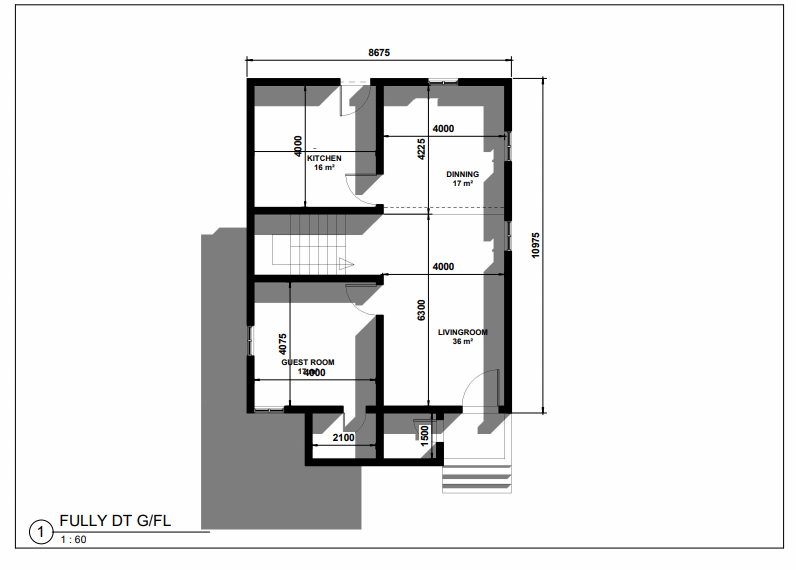 8675
4000
KITCHEN
16 m²
4000
4225
DINNING
17 m²
10975
4000
6300
LIVINGROOM
36 m²
4075
GUEST ROOM
4000
2100
1500
1
FULLY DT G/FL
1 : 60